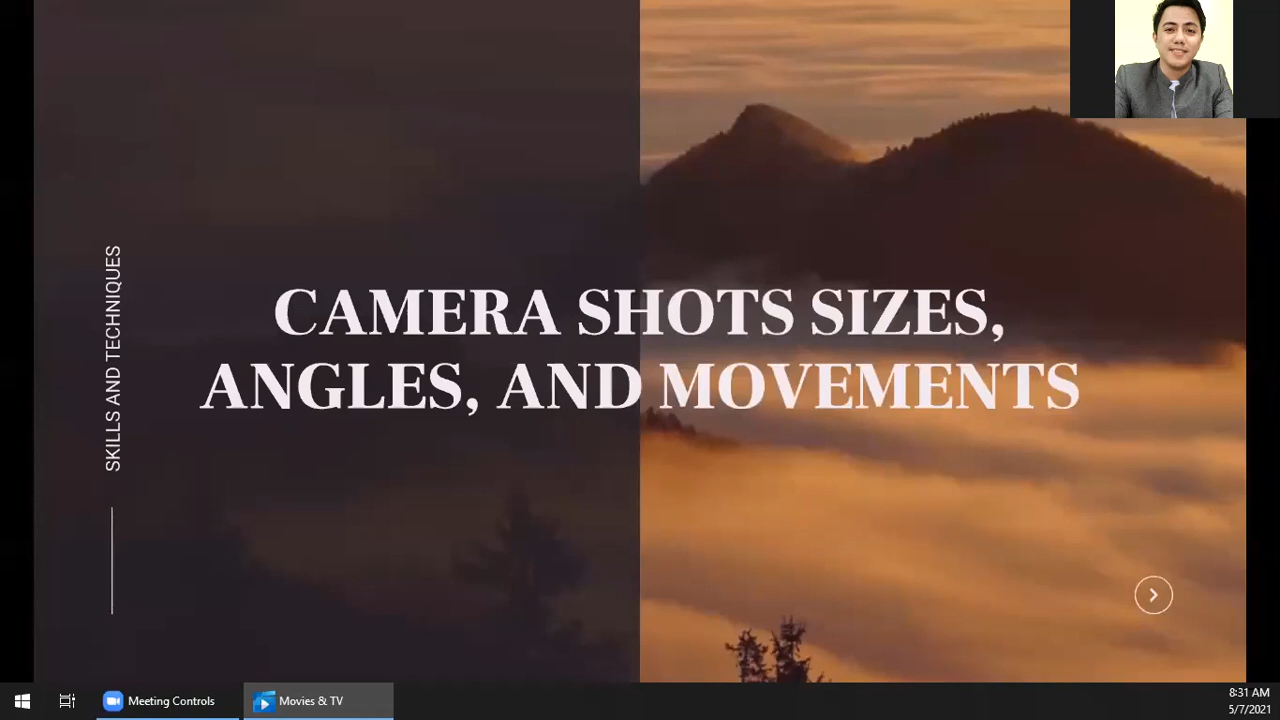 SKILLS AND TECHNIQUES
CAMERA SHOTS SIZES,
ANGLES, AND MOVEMENTS
Meeting Controls
Movies & TV
8:31 AM
5/7/2021